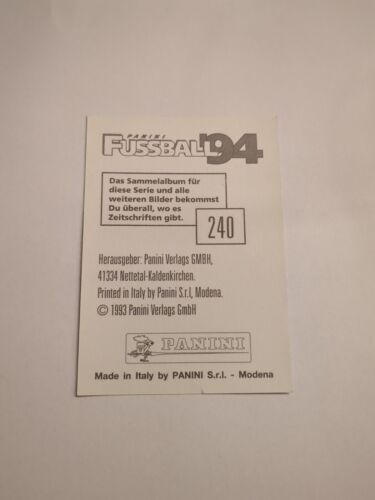 PANINI
FUSSBALL '94
Das Sammelalbum für
diese Serie und alle
weiteren Bilder bekommst
Du überall, wo es
Zeitschriften gibt.
240
Herausgeber: Panini Verlags GMBH,
41334 Nettetal-Kaldenkirchen.
Printed in Italy by Panini S.r.l, Modena.
© 1993 Panini Verlags GmbH
PANINI
Made in Italy by PANINI S.r.l. - Modena